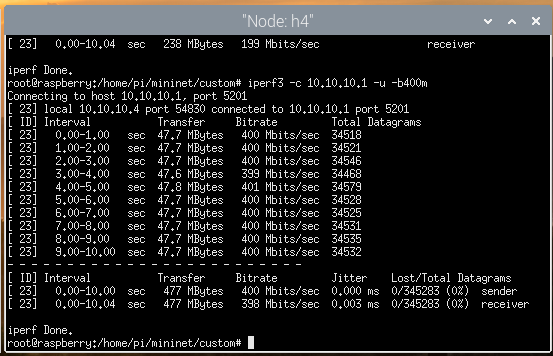 "Node: h4"
[ 23]   0.00-10.04  sec   238 MBytes   199 Mbits/sec                  receiver
iperf Done.
root@raspberry:/home/pi/mininet/custom# iperf3 -c 10.10.10.1 -u -b400m
Connecting to host 10.10.10.1, port 5201
[ 23] local 10.10.10.4 port 54830 connected to 10.10.10.1 port 5201
[ ID] Interval           Transfer     Bitrate         Total Datagrams
[ 23]   0.00-1.00   sec  47.7 MBytes   400 Mbits/sec  34518
[ 23]   1.00-2.00   sec  47.7 MBytes   400 Mbits/sec  34521
[ 23]   2.00-3.00   sec  47.7 MBytes   400 Mbits/sec  34546
[ 23]   3.00-4.00   sec  47.6 MBytes   399 Mbits/sec  34468
[ 23]   4.00-5.00   sec  47.8 MBytes   401 Mbits/sec  34579
[ 23]   5.00-6.00   sec  47.7 MBytes   400 Mbits/sec  34528
[ 23]   6.00-7.00   sec  47.7 MBytes   400 Mbits/sec  34525
[ 23]   7.00-8.00   sec  47.7 MBytes   400 Mbits/sec  34531
[ 23]   8.00-9.00   sec  47.7 MBytes   400 Mbits/sec  34535
[ 23]   9.00-10.00  sec  47.7 MBytes   400 Mbits/sec  34532
- - - - - - - - - - - - - - - - - - - - - - - - -
[ ID] Interval           Transfer     Bitrate         Jitter    Lost/Total Datagrams
[ 23]   0.00-10.00  sec   477 MBytes   400 Mbits/sec  0.000 ms  0/345283 (0%)  sender
[ 23]   0.00-10.04  sec   477 MBytes   398 Mbits/sec  0.003 ms  0/345283 (0%)  receiver
iperf Done.
root@raspberry:/home/pi/mininet/custom#